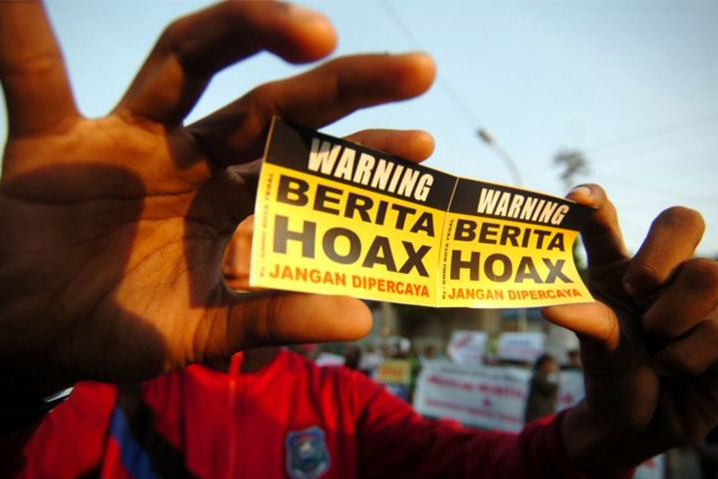 WARNING
BERITA
HOAX
JANGAN DIPERCAYA
WARNING
BERITA
HOAX
JANGAN DIPERCAYA